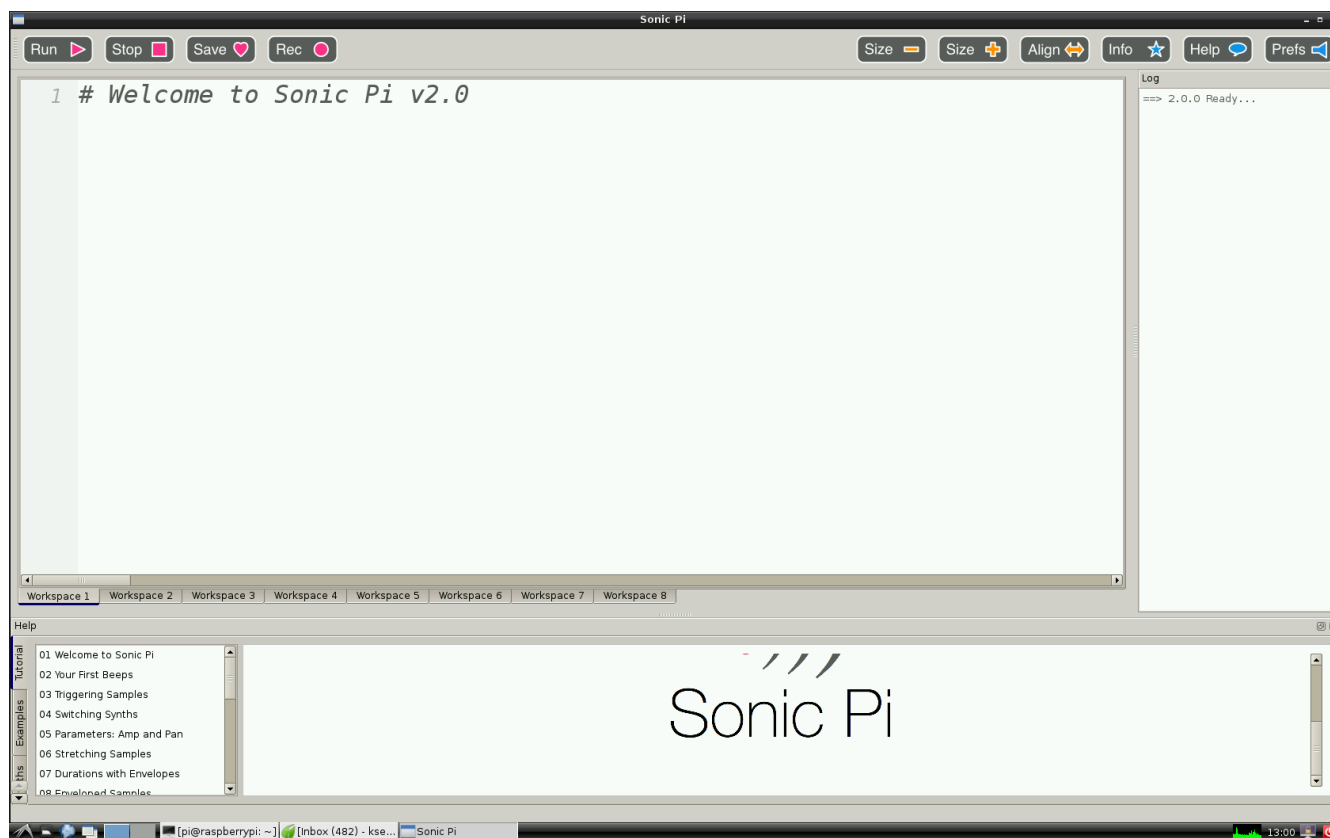 Sonic Pi
Run Stop Save Rec Size Size Align Info Help Prefs
1 # Welcome to Sonic Pi v2.0
Log
==> 2.0.0 Ready...
Workspace 1 Workspace 2 Workspace 3 Workspace 4 Workspace 5 Workspace 6 Workspace 7 Workspace 8
Help
Tutorial
Examples
ths
01 Welcome to Sonic Pi
02 Your First Beeps
03 Triggering Samples
04 Switching Synths
05 Parameters: Amp and Pan
06 Stretching Samples
07 Durations with Envelopes
08 Enveloped Samples
Sonic Pi
[pi@raspberrypi: ~] [Inbox (482) - kse... Sonic Pi 13:00